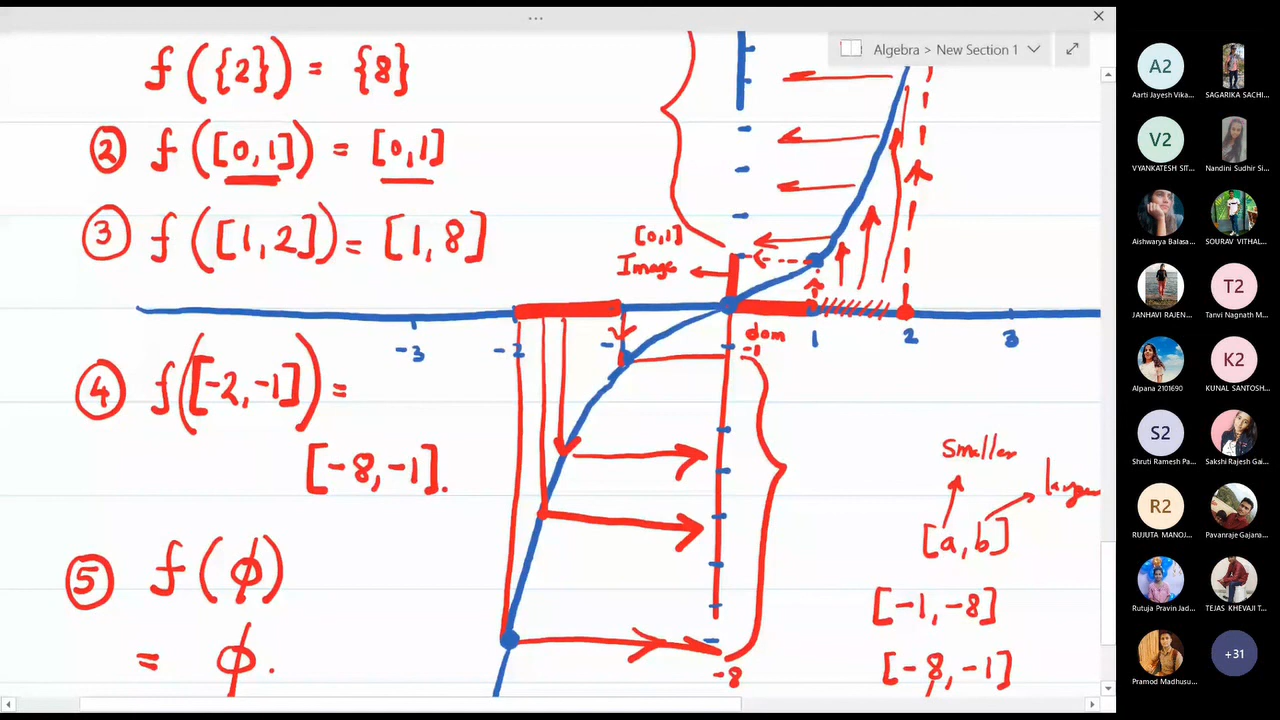 ...
Algebra > New Section 1
f({2}) = {8}
② f([0,1]) = [0,1]
③ f([1,2]) = [1,8]
④ f([-2,-1]) =
[-8,-1].
⑤ f(ϕ)
= ϕ.
[0,1]
Image
dom
-3
-2
-
-1
1
2
3
-8
Smaller
larger
[a,b]
[-1,-8]
[-8,-1]
A2
Aarti Jayesh Vika...
SAGARIKA SACHI...
V2
VYANKATESH SIT...
Nandini Sudhir Si...
Aishwarya Balasa...
SOURAV VITHAL...
JANHAVI RAJEN...
T2
Tanvi Nagnath M...
Alpana 2101690
K2
KUNAL SANTOSH...
S2
Shruti Ramesh Pa...
Sakshi Rajesh Gai...
R2
RUJUTA MANOJ...
Pavanraje Gajana...
Rutuja Pravin Jad...
TEJAS KHEVAJI T...
Pramod Madhusu...
+31